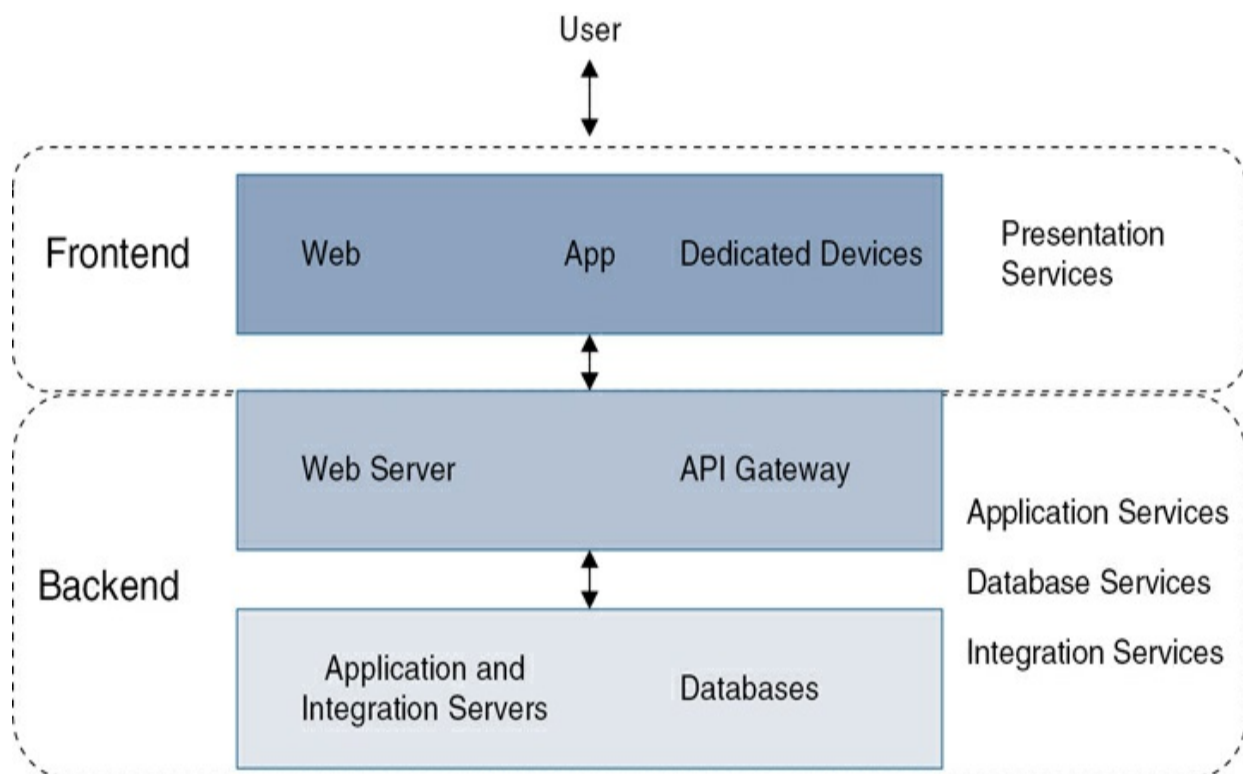 User
Frontend
Web App Dedicated Devices
Presentation
Services
Web Server API Gateway
Backend
Application Services
Database Services
Integration Services
Application and
Integration Servers
Databases